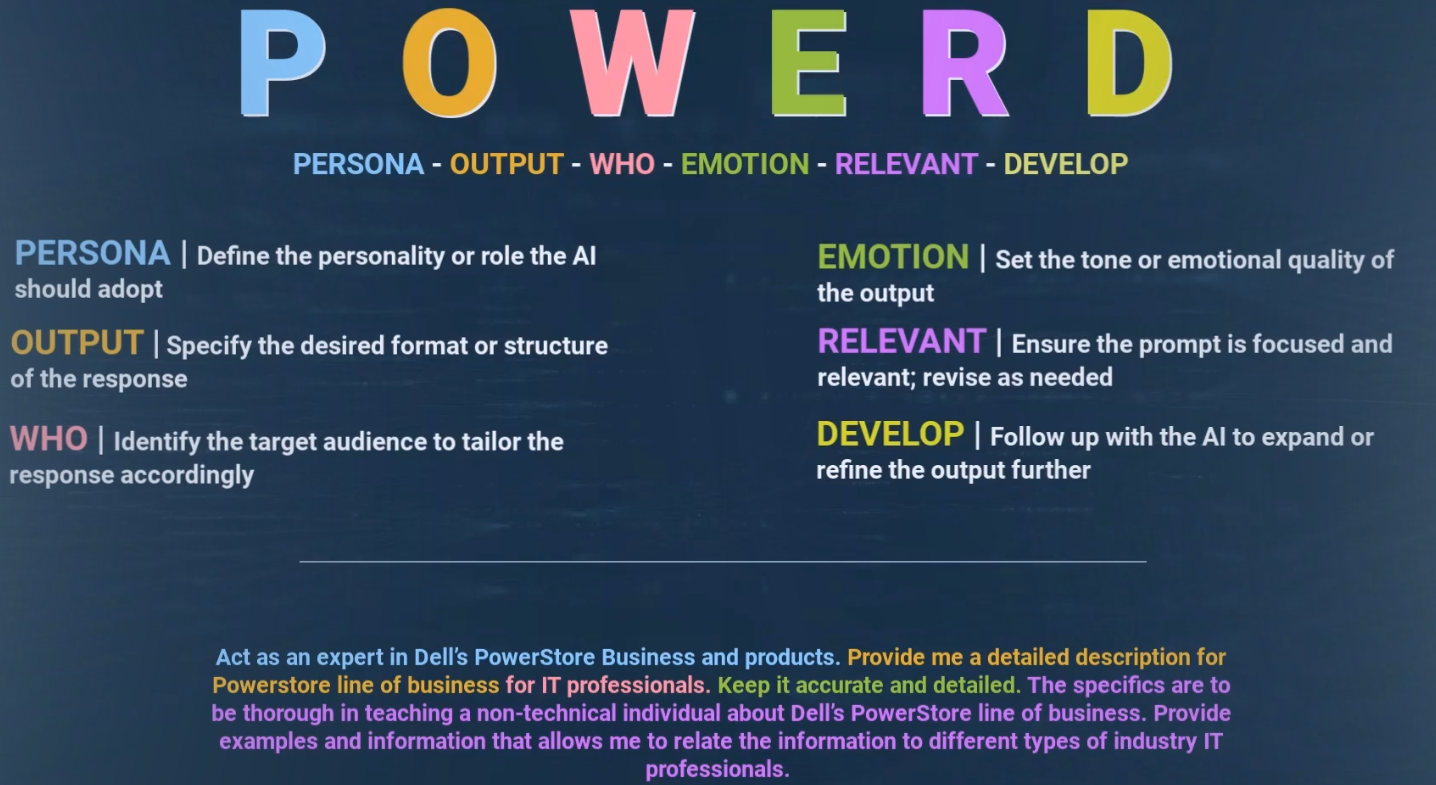 P O W E R D
PERSONA - OUTPUT - WHO - EMOTION - RELEVANT - DEVELOP
PERSONA | Define the personality or role the AI
should adopt
OUTPUT | Specify the desired format or structure
of the response
WHO | Identify the target audience to tailor the
response accordingly
EMOTION | Set the tone or emotional quality of
the output
RELEVANT | Ensure the prompt is focused and
relevant; revise as needed
DEVELOP | Follow up with the AI to expand or
refine the output further
Act as an expert in Dell’s PowerStore Business and products. Provide me a detailed description for
Powerstore line of business for IT professionals. Keep it accurate and detailed. The specifics are to
be thorough in teaching a non-technical individual about Dell’s PowerStore line of business. Provide
examples and information that allows me to relate the information to different types of industry IT
professionals.